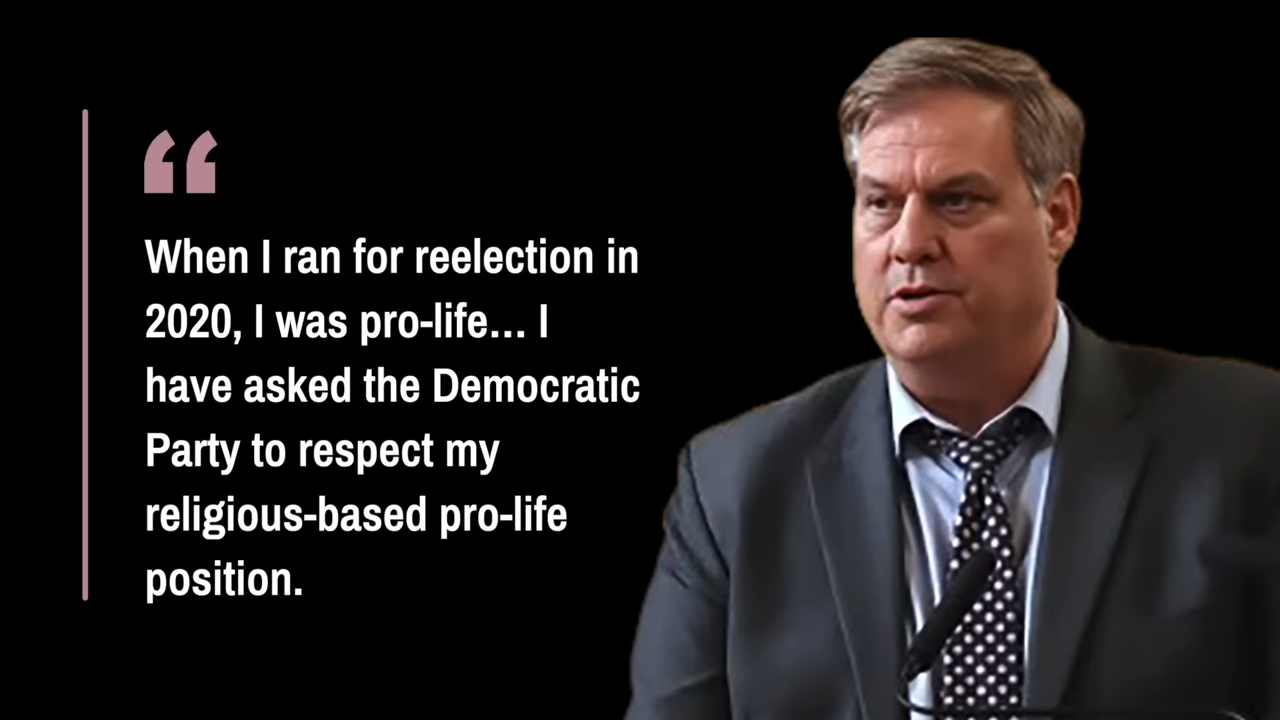 “
When I ran for reelection in
2020, I was pro-life... I
have asked the Democratic
Party to respect my
religious-based pro-life
position.